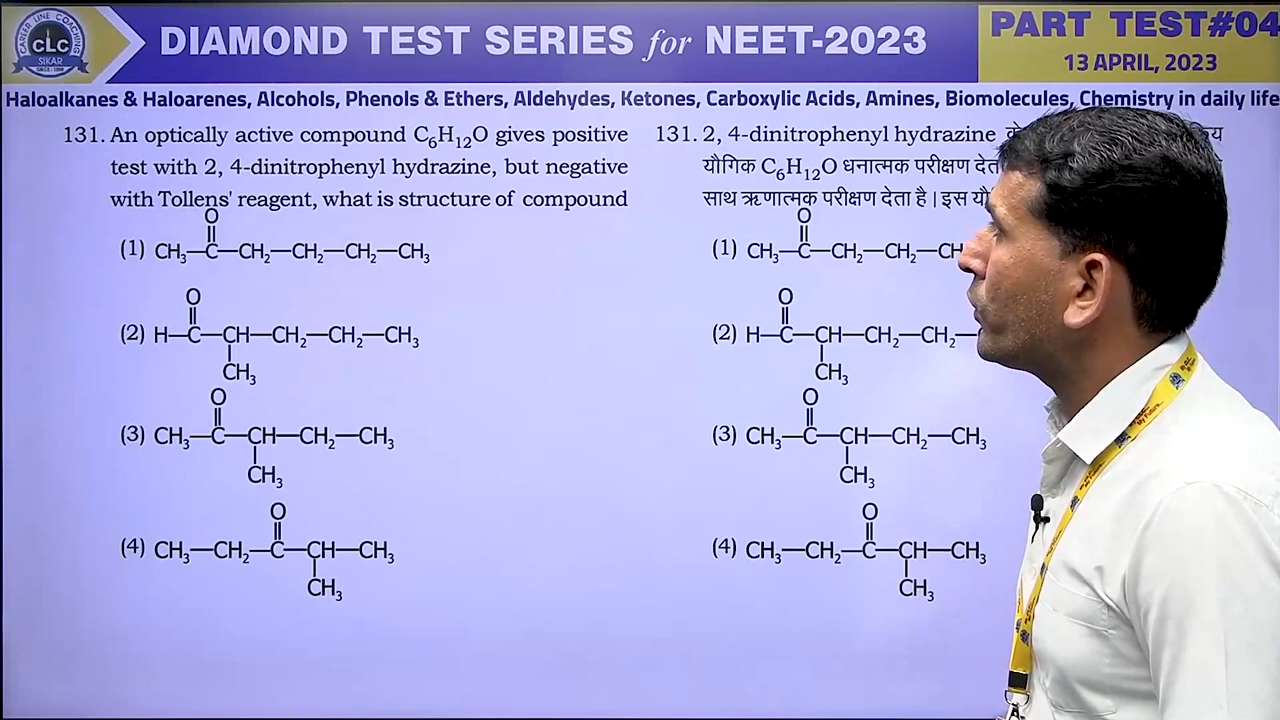 CAREER LINE COACHING
CLC
SIKAR
SINCE : 1996
DIAMOND TEST SERIES for NEET-2023
PART TEST#04
13 APRIL, 2023
Haloalkanes & Haloarenes, Alcohols, Phenols & Ethers, Aldehydes, Ketones, Carboxylic Acids, Amines, Biomolecules, Chemistry in daily life
131. An optically active compound C₆H₁₂O gives positive
test with 2, 4-dinitrophenyl hydrazine, but negative
with Tollens' reagent, what is structure of compound
O
(1) CH₃—C—CH₂—CH₂—CH₂—CH₃
O
(2) H—C—CH—CH₂—CH₂—CH₃
CH₃
O
(3) CH₃—C—CH—CH₂—CH₃
CH₃
O
(4) CH₃—CH₂—C—CH—CH₃
CH₃
131. 2, 4-dinitrophenyl hydrazine
यौगिक C₆H₁₂O धनात्मक परीक्षण
साथ ऋणात्मक परीक्षण देता है। इस
O
(1) CH₃—C—CH₂—CH₂—CH
O
(2) H—C—CH—CH₂—CH₂—
CH₃
O
(3) CH₃—C—CH—CH₂—CH₃
CH₃
O
(4) CH₃—CH₂—C—CH—CH₃
CH₃